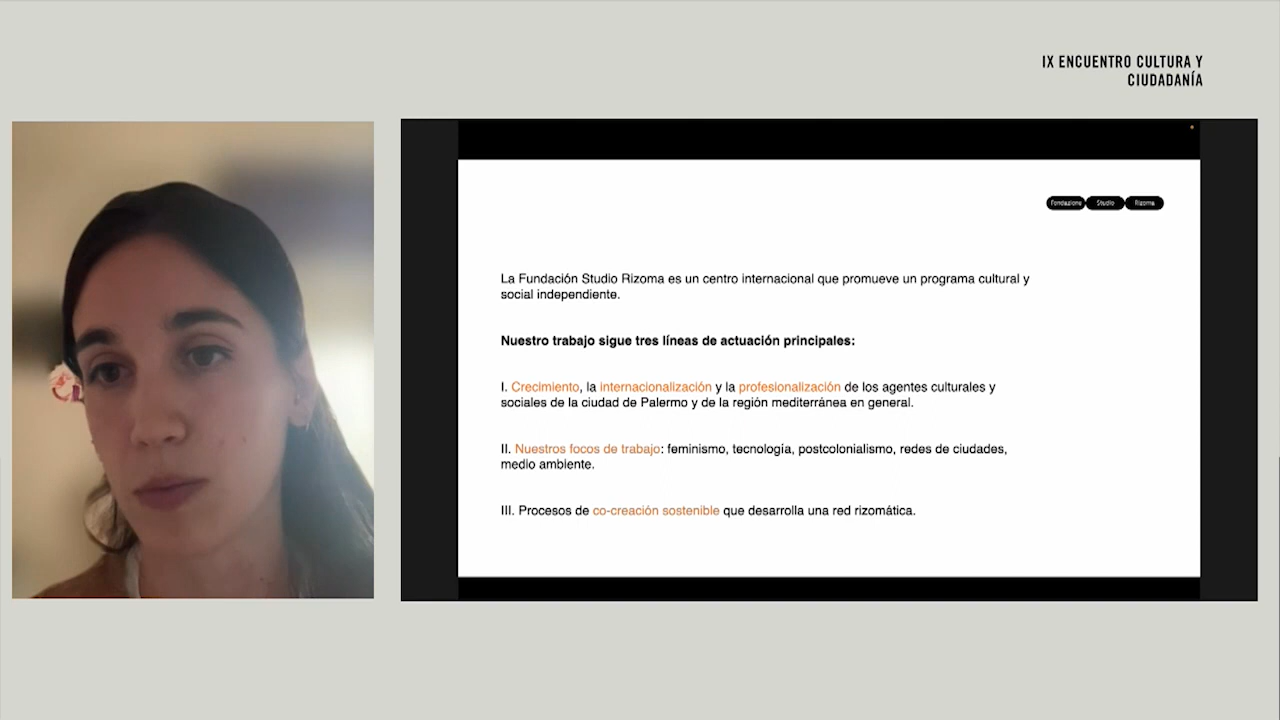 IX ENCUENTRO CULTURA Y
CIUDADANÍA
Fondazione Studio Rizoma
La Fundación Studio Rizoma es un centro internacional que promueve un programa cultural y
social independiente.
Nuestro trabajo sigue tres líneas de actuación principales:
I. Crecimiento, la internacionalización y la profesionalización de los agentes culturales y
sociales de la ciudad de Palermo y de la región mediterránea en general.
II. Nuestros focos de trabajo: feminismo, tecnología, postcolonialismo, redes de ciudades,
medio ambiente.
III. Procesos de co-creación sostenible que desarrolla una red rizomática.